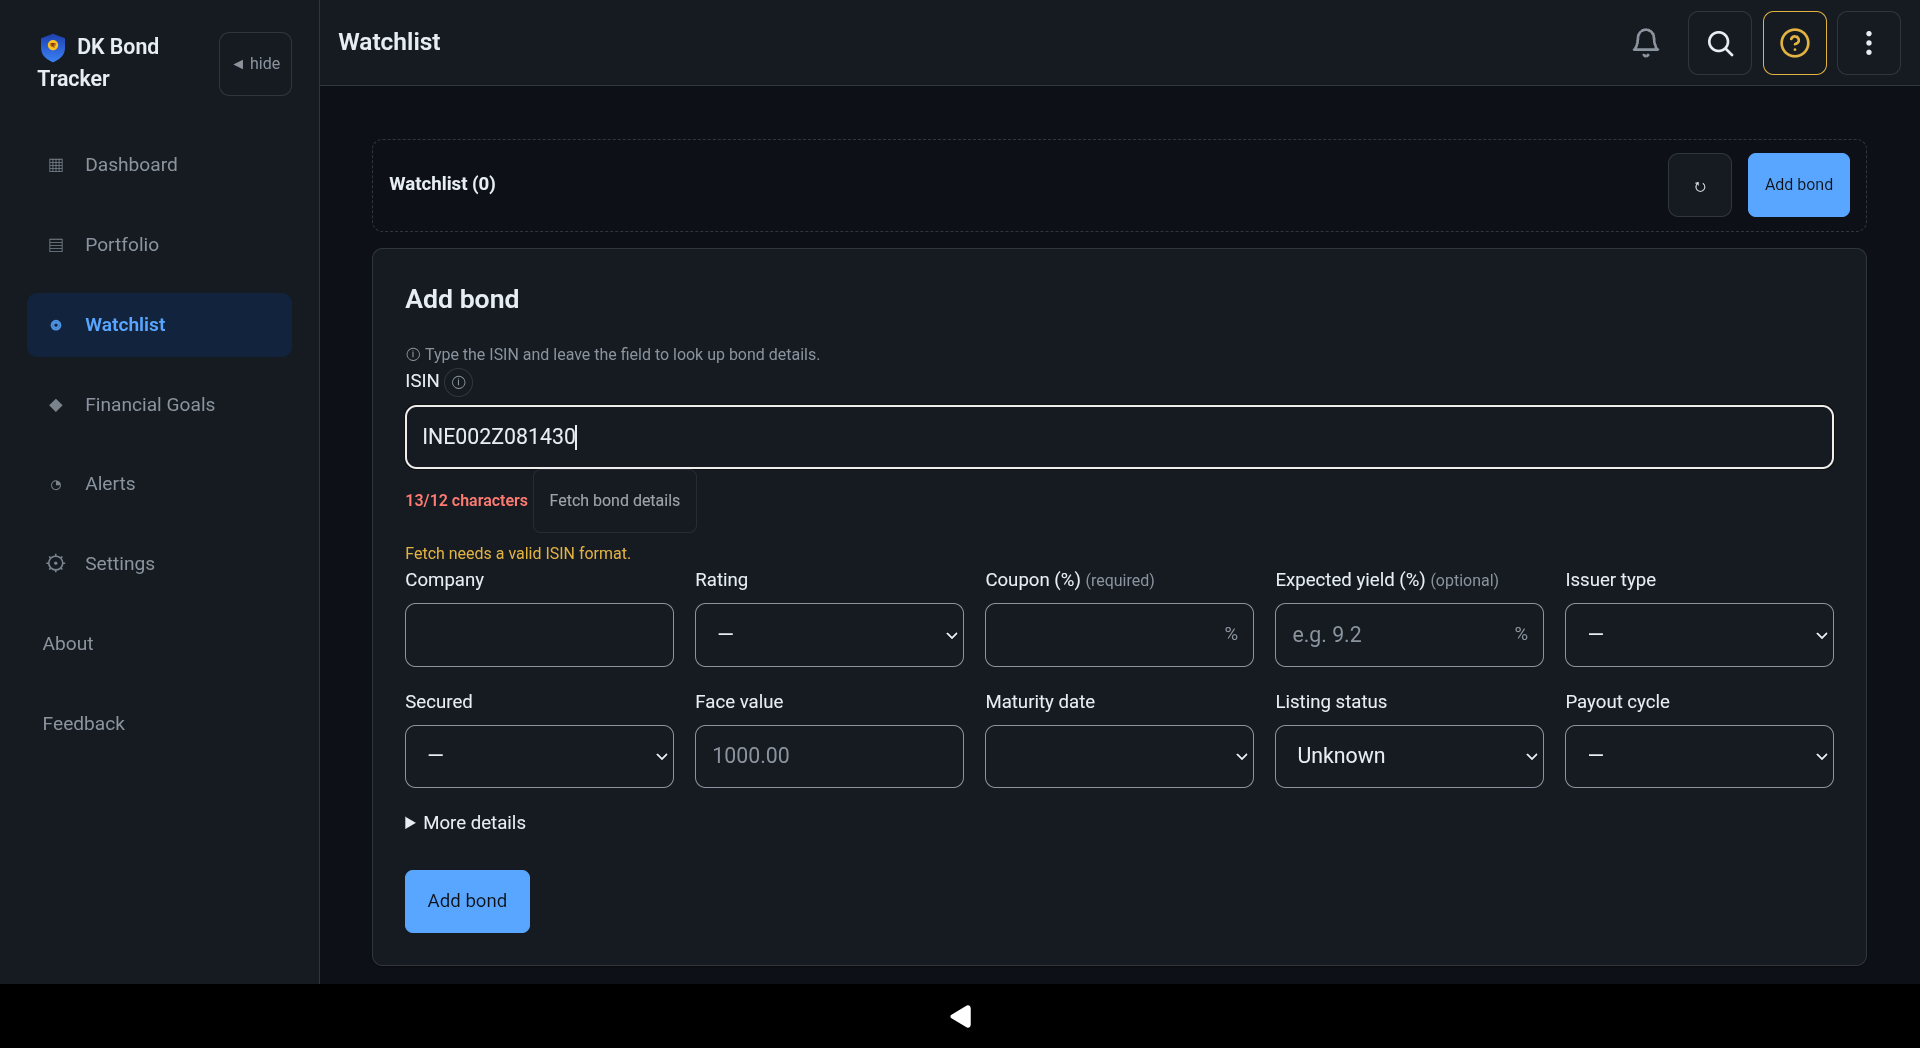 DK Bond
Tracker
◄ hide
Dashboard
Portfolio
Watchlist
Financial Goals
Alerts
Settings
About
Feedback
Watchlist
Watchlist (0)
Add bond
Add bond
ⓘ Type the ISIN and leave the field to look up bond details.
ISIN ⓘ
INE002Z081430
13/12 characters
Fetch bond details
Fetch needs a valid ISIN format.
Company
Rating
Coupon (%) (required)
Expected yield (%) (optional)
Issuer type
—
%
e.g. 9.2
%
—
Secured
Face value
Maturity date
Listing status
Payout cycle
—
1000.00
Unknown
—
▶ More details
Add bond